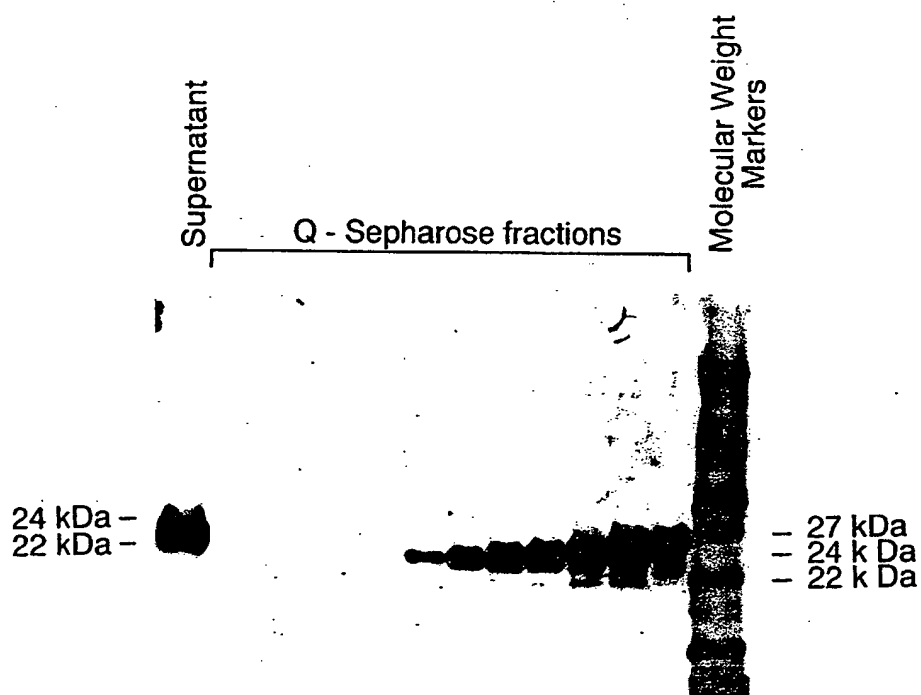 Supernatant
Q - Sepharose fractions
Molecular Weight
Markers
24 kDa –
22 kDa –
– 27 kDa
– 24 k Da
– 22 k Da